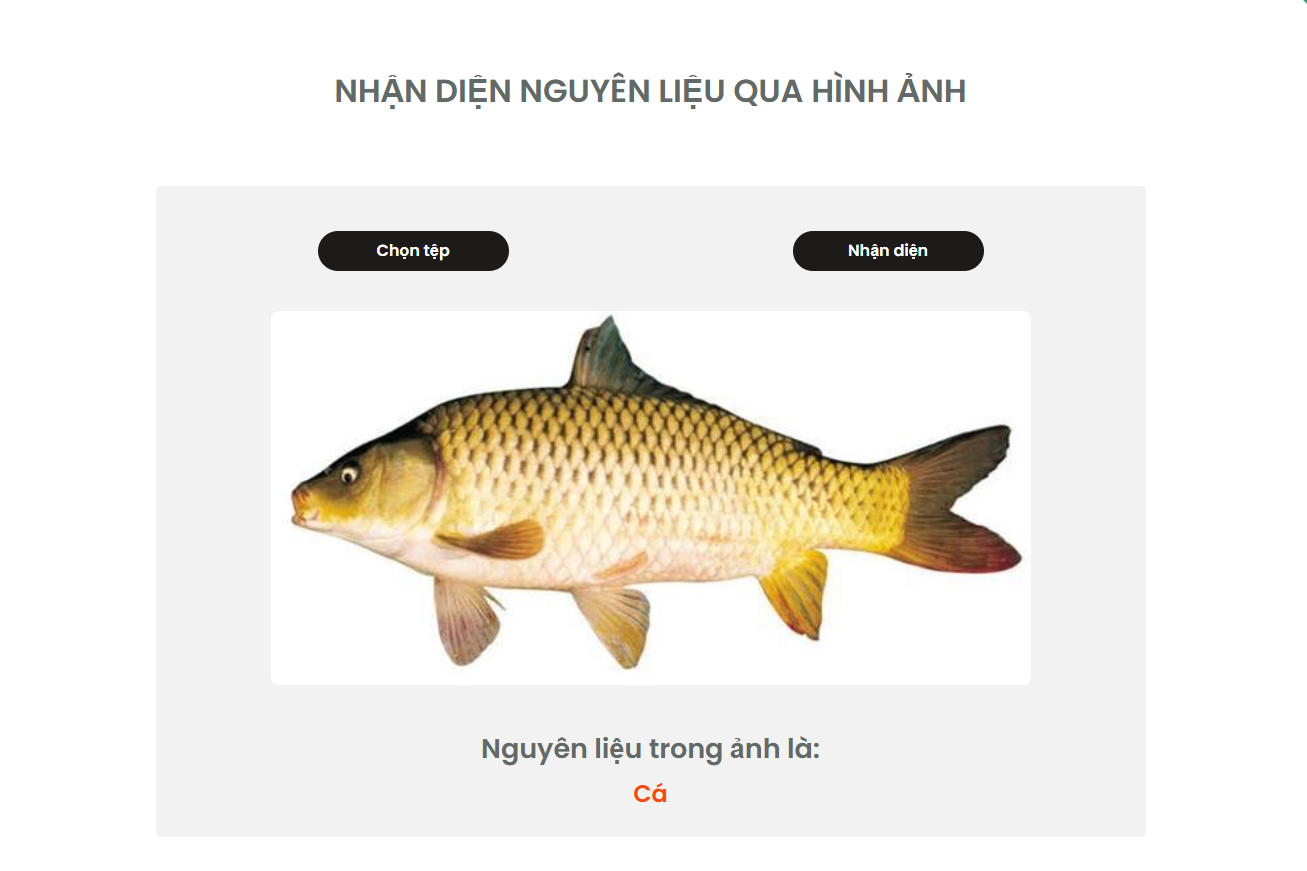 NHẬN DIỆN NGUYÊN LIỆU QUA HÌNH ẢNH
Chọn tệp
Nhận diện
Nguyên liệu trong ảnh là:
Cá